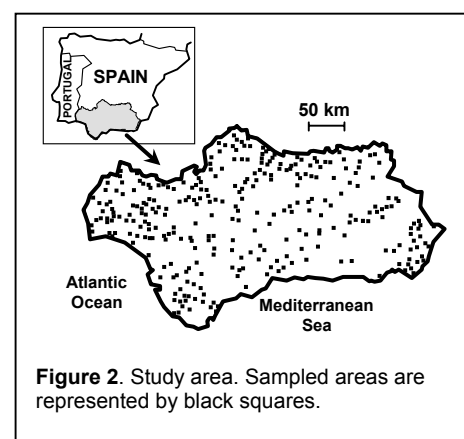 PORTUGAL
SPAIN
50 km
Atlantic
Ocean
Mediterranean
Sea
Figure 2. Study area. Sampled areas are
represented by black squares.